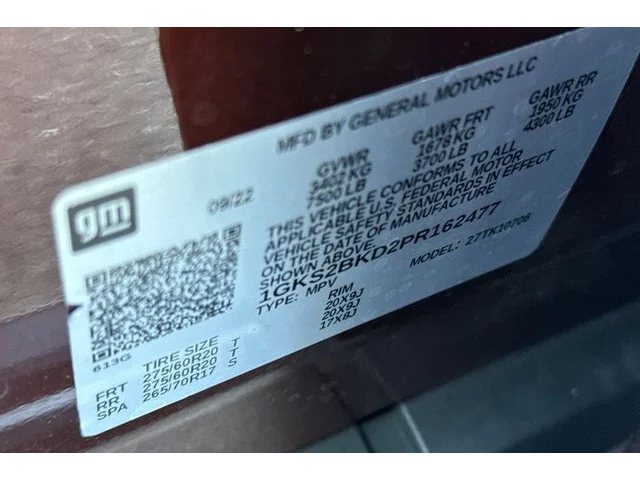 MFD BY GENERAL MOTORS LLC
gm
09/22
GVWR GAWR FRT GAWR RR
3402 KG 1678 KG 1950 KG
7500 LB 3700 LB 4300 LB
THIS VEHICLE CONFORMS TO ALL
APPLICABLE U.S. FEDERAL MOTOR
VEHICLE SAFETY STANDARDS IN EFFECT
ON THE DATE OF MANUFACTURE
SHOWN ABOVE.
1GKS2BKD2PR162477
TYPE: MPV MODEL: 27TK10706
613G
TIRE SIZE RIM
FRT 275/60R20 T 20X9J
RR 275/60R20 T 20X9J
SPA 265/70R17 S 17X8J